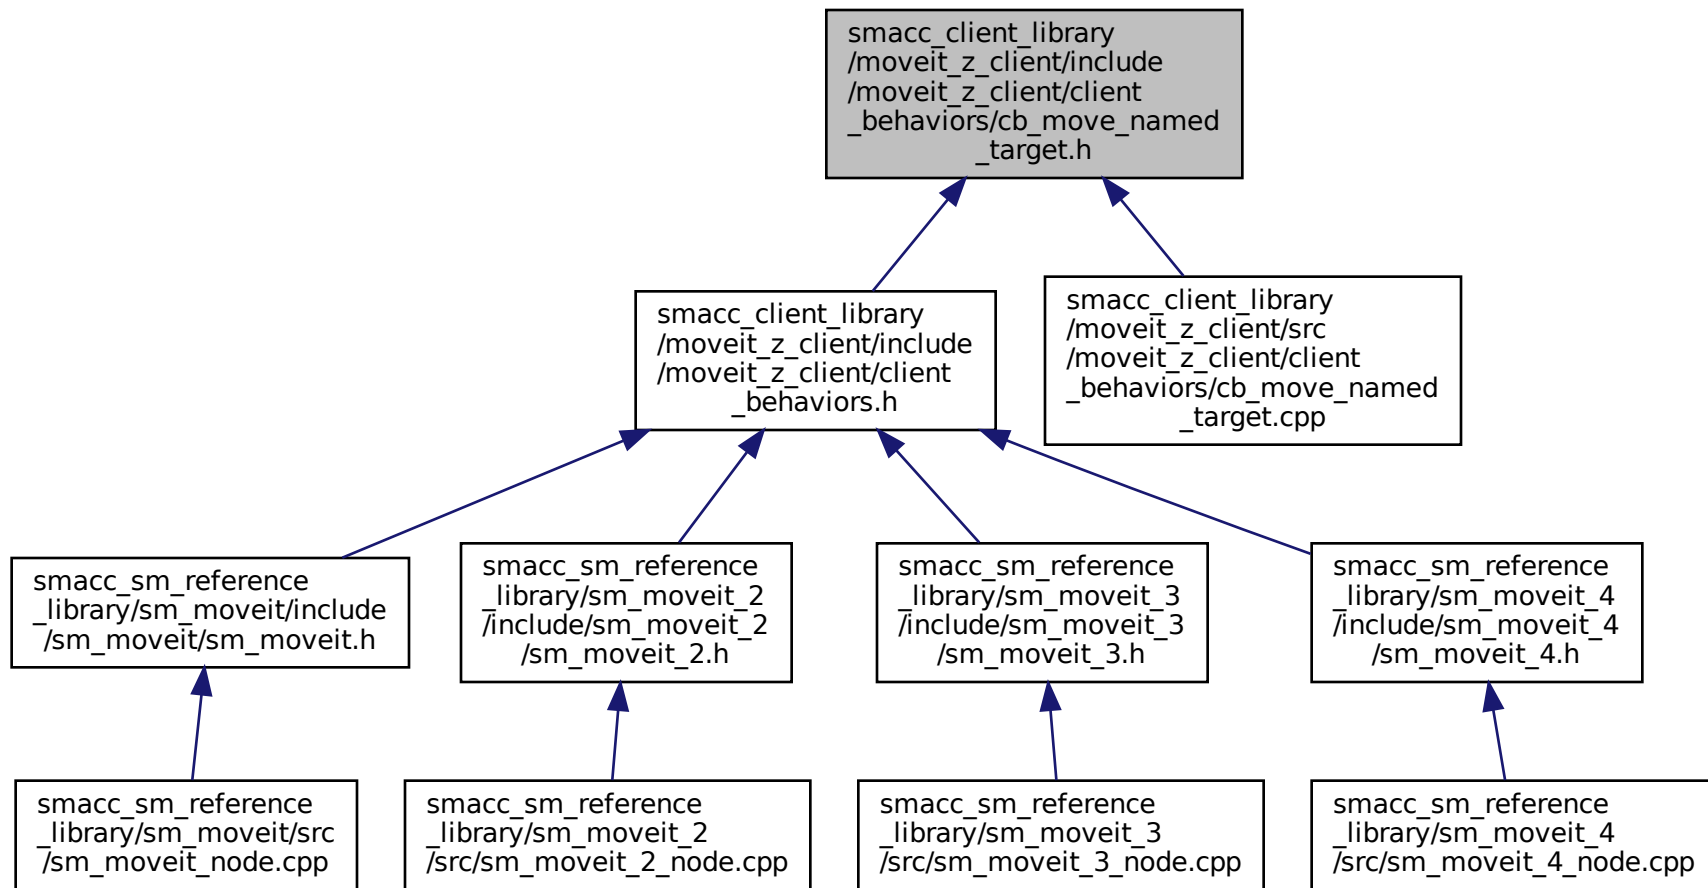 smacc_client_library
/moveit_z_client/include
/moveit_z_client/client
_behaviors/cb_move_named
_target.h
smacc_client_library
/moveit_z_client/include
/moveit_z_client/client
_behaviors.h
smacc_client_library
/moveit_z_client/src
/moveit_z_client/client
_behaviors/cb_move_named
_target.cpp
smacc_sm_reference
_library/sm_moveit/include
/sm_moveit/sm_moveit.h
smacc_sm_reference
_library/sm_moveit_2
/include/sm_moveit_2
/sm_moveit_2.h
smacc_sm_reference
_library/sm_moveit_3
/include/sm_moveit_3
/sm_moveit_3.h
smacc_sm_reference
_library/sm_moveit_4
/include/sm_moveit_4
/sm_moveit_4.h
smacc_sm_reference
_library/sm_moveit/src
/sm_moveit_node.cpp
smacc_sm_reference
_library/sm_moveit_2
/src/sm_moveit_2_node.cpp
smacc_sm_reference
_library/sm_moveit_3
/src/sm_moveit_3_node.cpp
smacc_sm_reference
_library/sm_moveit_4
/src/sm_moveit_4_node.cpp